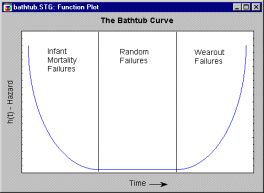 bathtub.STG: Function Plot
The Bathtub Curve
Infant
Mortality
Failures
Random
Failures
Wearout
Failures
h(t) - Hazard
Time